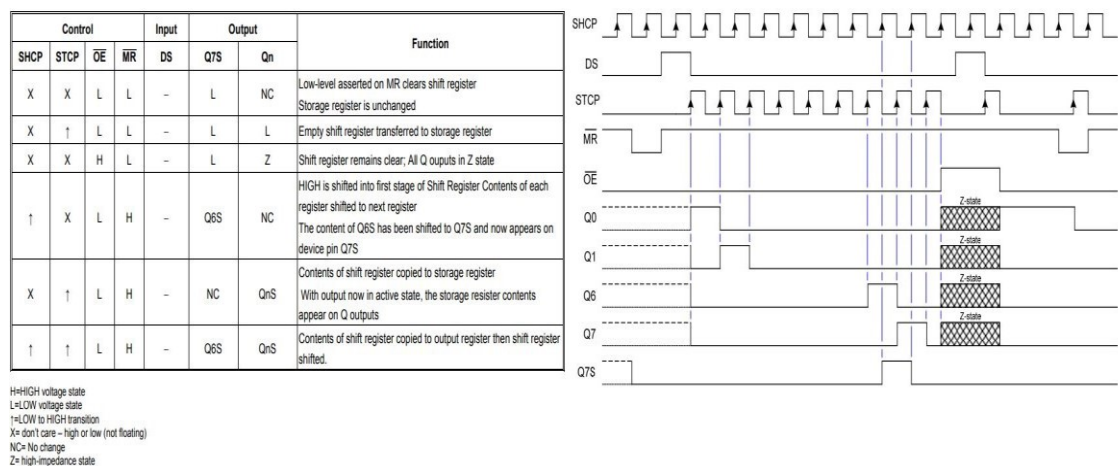 Control Input Output Function
SHCP STCP OE MR DS Q7S Qn
X X L L – L NC
Low-level asserted on MR clears shift register
Storage register is unchanged
X ↑ L L – L L Empty shift register transferred to storage register
X X H L – L Z Shift register remains clear; All Q ouputs in Z state
↑ X L H – Q6S NC
HIGH is shifted into first stage of Shift Register Contents of each
register shifted to next register
The content of Q6S has been shifted to Q7S and now appears on
device pin Q7S
X ↑ L H – NC QnS
Contents of shift register copied to storage register
With output now in active state, the storage resister contents
appear on Q outputs
↑ ↑ L H – Q6S QnS
Contents of shift register copied to output register then shift register
shifted.
H=HIGH voltage state
L=LOW voltage state
↑=LOW to HIGH transition
X= don't care – high or low (not floating)
NC= No change
Z= high-impedance state
SHCP
DS
STCP
MR
OE
Q0
Z-state
Q1
Z-state
Q6
Z-state
Q7
Z-state
Q7S